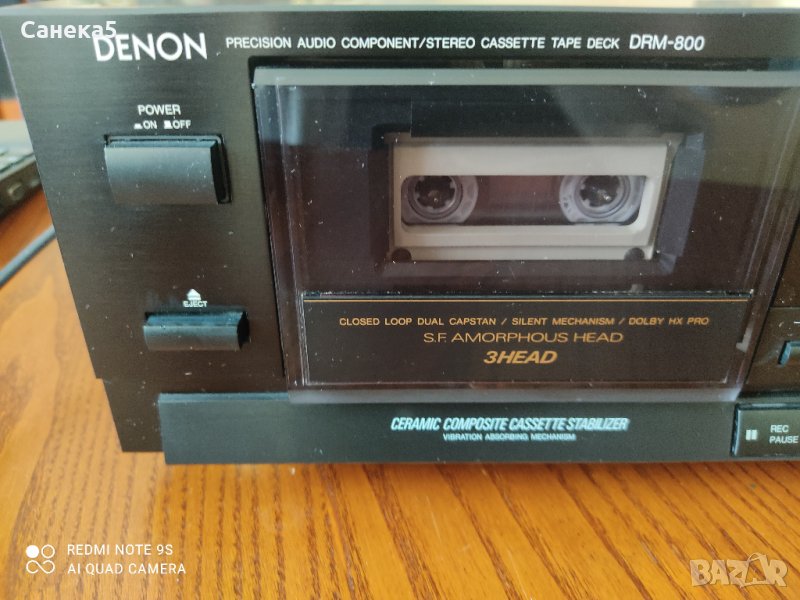 Санека5
DENON PRECISION AUDIO COMPONENT/STEREO CASSETTE TAPE DECK DRM-800
POWER
ON OFF
EJECT
CLOSED LOOP DUAL CAPSTAN / SILENT MECHANISM / DOLBY HX PRO
S.F. AMORPHOUS HEAD
3HEAD
CERAMIC COMPOSITE CASSETTE STABILIZER
VIBRATION ABSORBING MECHANISM
REC
PAUSE
REDMI NOTE 9S
AI QUAD CAMERA
BAZAR